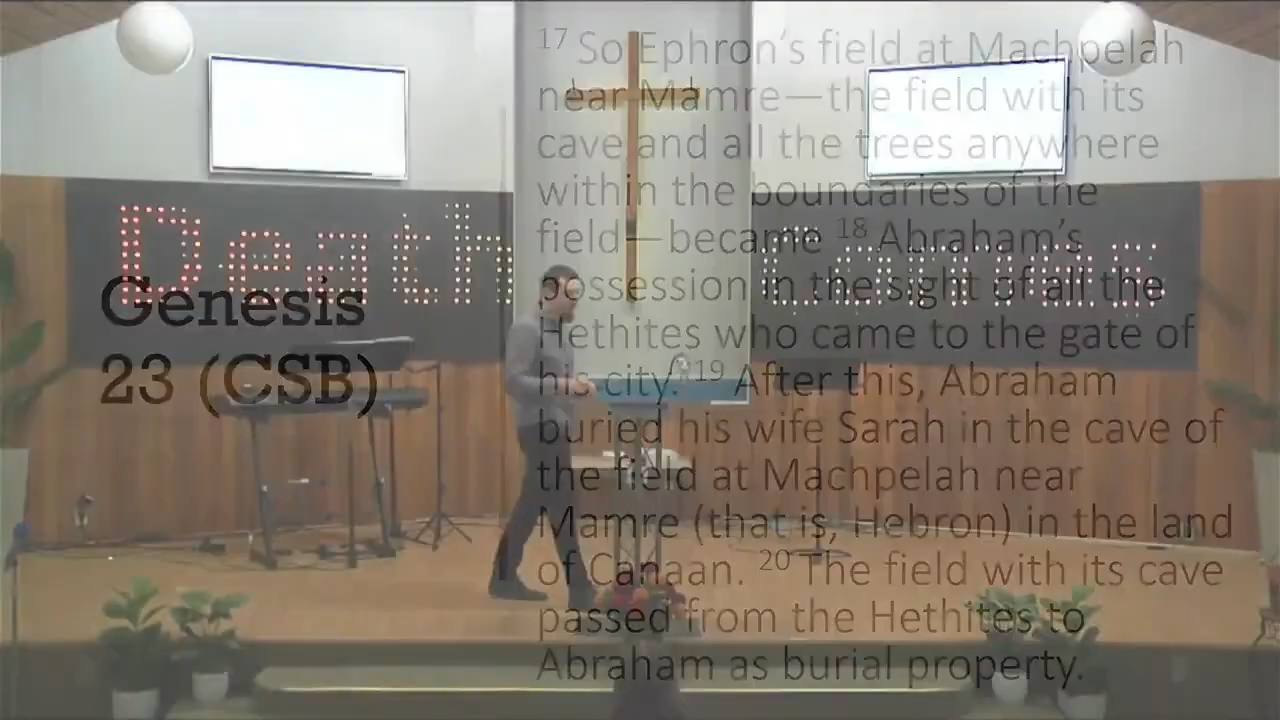 Death
Genesis
23 (CSB)
17 So Ephron’s field at Machpelah
near Mamre—the field with its
cave and all the trees anywhere
within the boundaries of the
field—became 18 Abraham’s
possession in the sight of all the
Hethites who came to the gate of
his city. 19 After this, Abraham
buried his wife Sarah in the cave of
the field at Machpelah near
Mamre (that is, Hebron) in the land
of Canaan. 20 The field with its cave
passed from the Hethites to
Abraham as burial property.